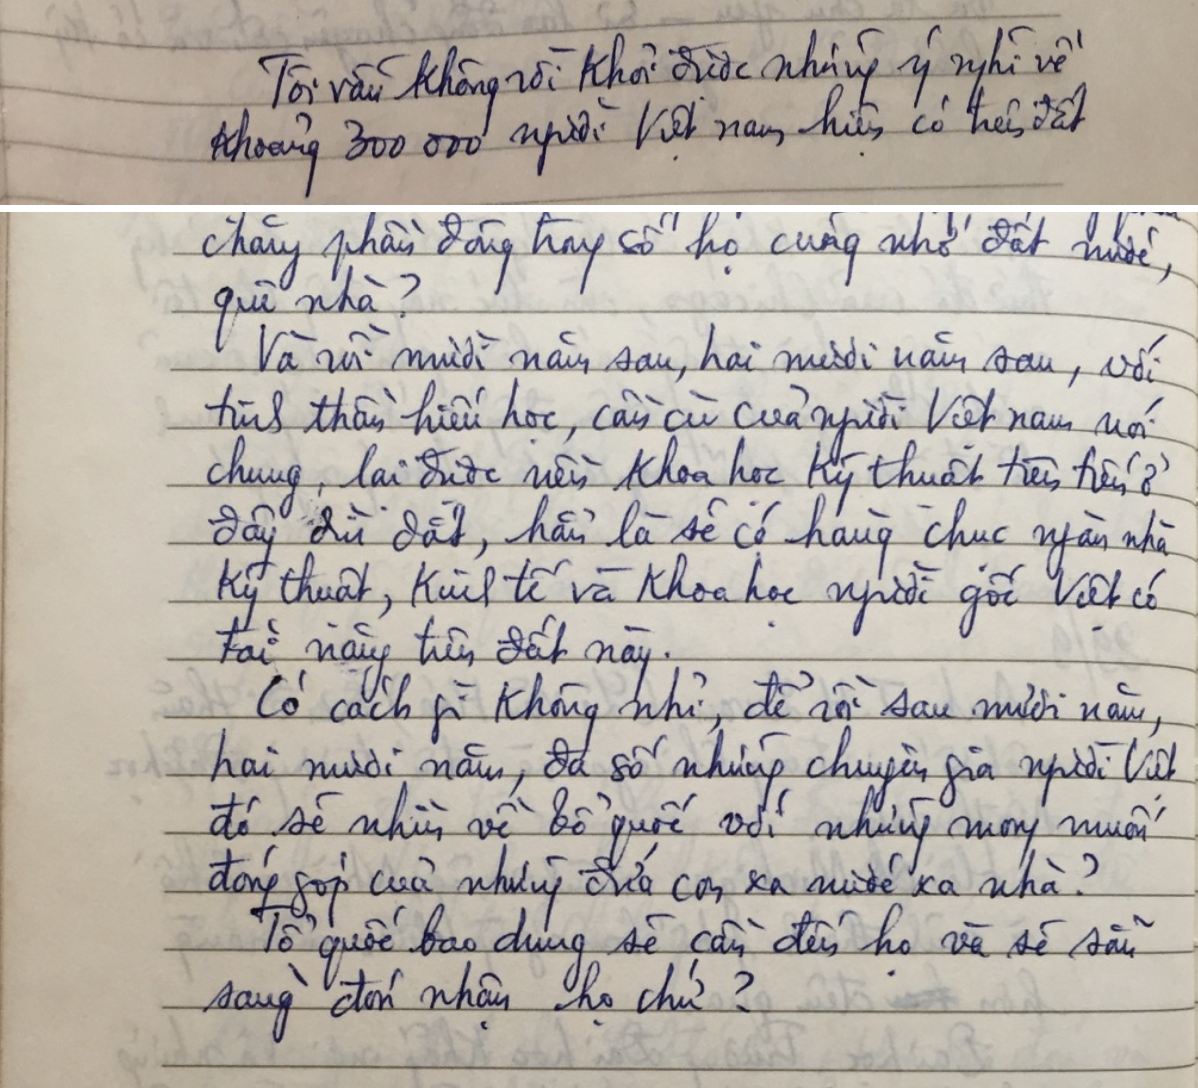 Tôi vẫn không rời khỏi được những ý nghĩ về
khoảng 300 000 người Việt nam hiện có trên đất
chăng phần đông trong số họ cũng nhớ đất nước,
quê nhà?
Và rồi mười năm sau, hai mươi năm sau, với
tinh thần hiếu học, cần cù của người Việt nam nói
chung, lại được nền khoa học kỹ thuật tiên tiến ở
đây dìu dắt, hẳn là sẽ có hàng chục ngàn nhà
kỹ thuật, kinh tế và khoa học người gốc Việt có
tài năng trên đất này.
Có cách gì không nhỉ, để rồi sau mười năm,
hai mươi năm, đa số những chuyên gia người Việt
đó sẽ nhìn về tổ quốc với những mong muốn
đóng góp của những đứa con xa nước xa nhà?
Tổ quốc bao dung sẽ cần đến họ và sẽ sẵn
sàng đón nhận họ chứ?